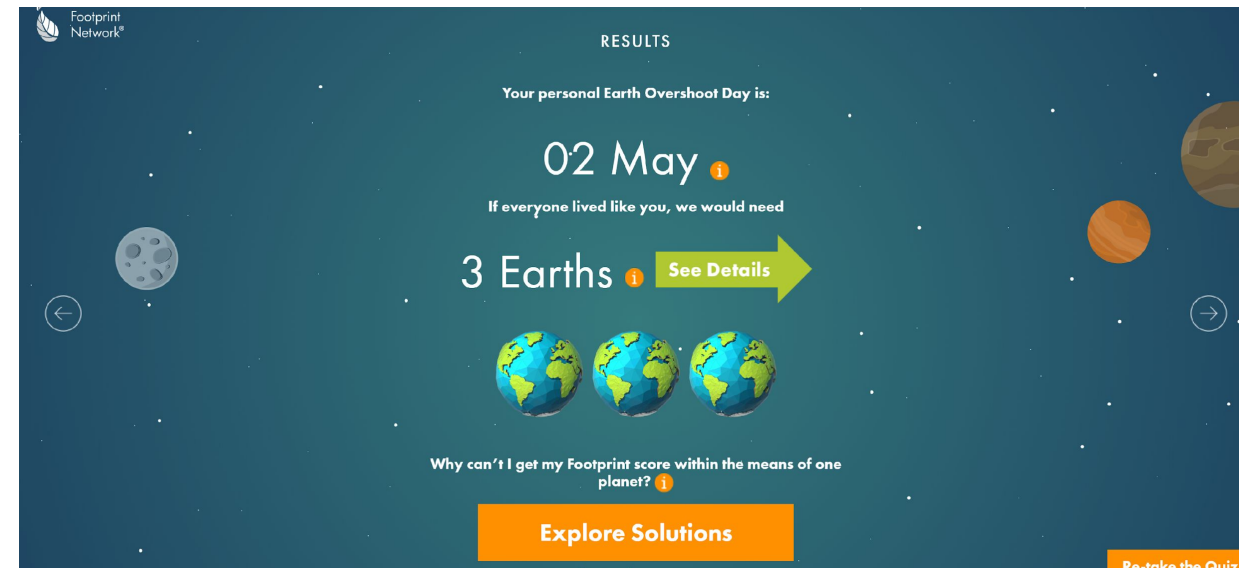 Footprint
Network®
RESULTS
Your personal Earth Overshoot Day is:
02 May i
If everyone lived like you, we would need
3 Earths i
See Details
Why can't I get my Footprint score within the means of one
planet? i
Explore Solutions
Re-take the Quiz